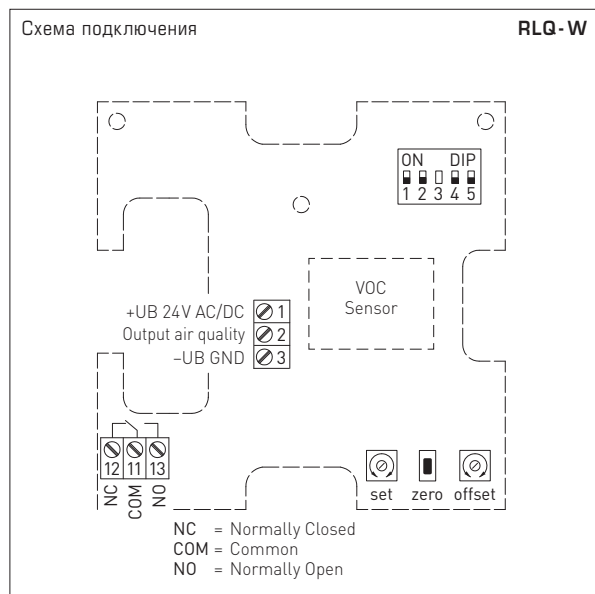 Схема подключения
RLQ-W
ON DIP
1 2 3 4 5
VOC
Sensor
+UB 24V AC/DC 1
Output air quality 2
–UB GND 3
12 11 13
NC COM NO
set zero offset
NC = Normally Closed
COM = Common
NO = Normally Open